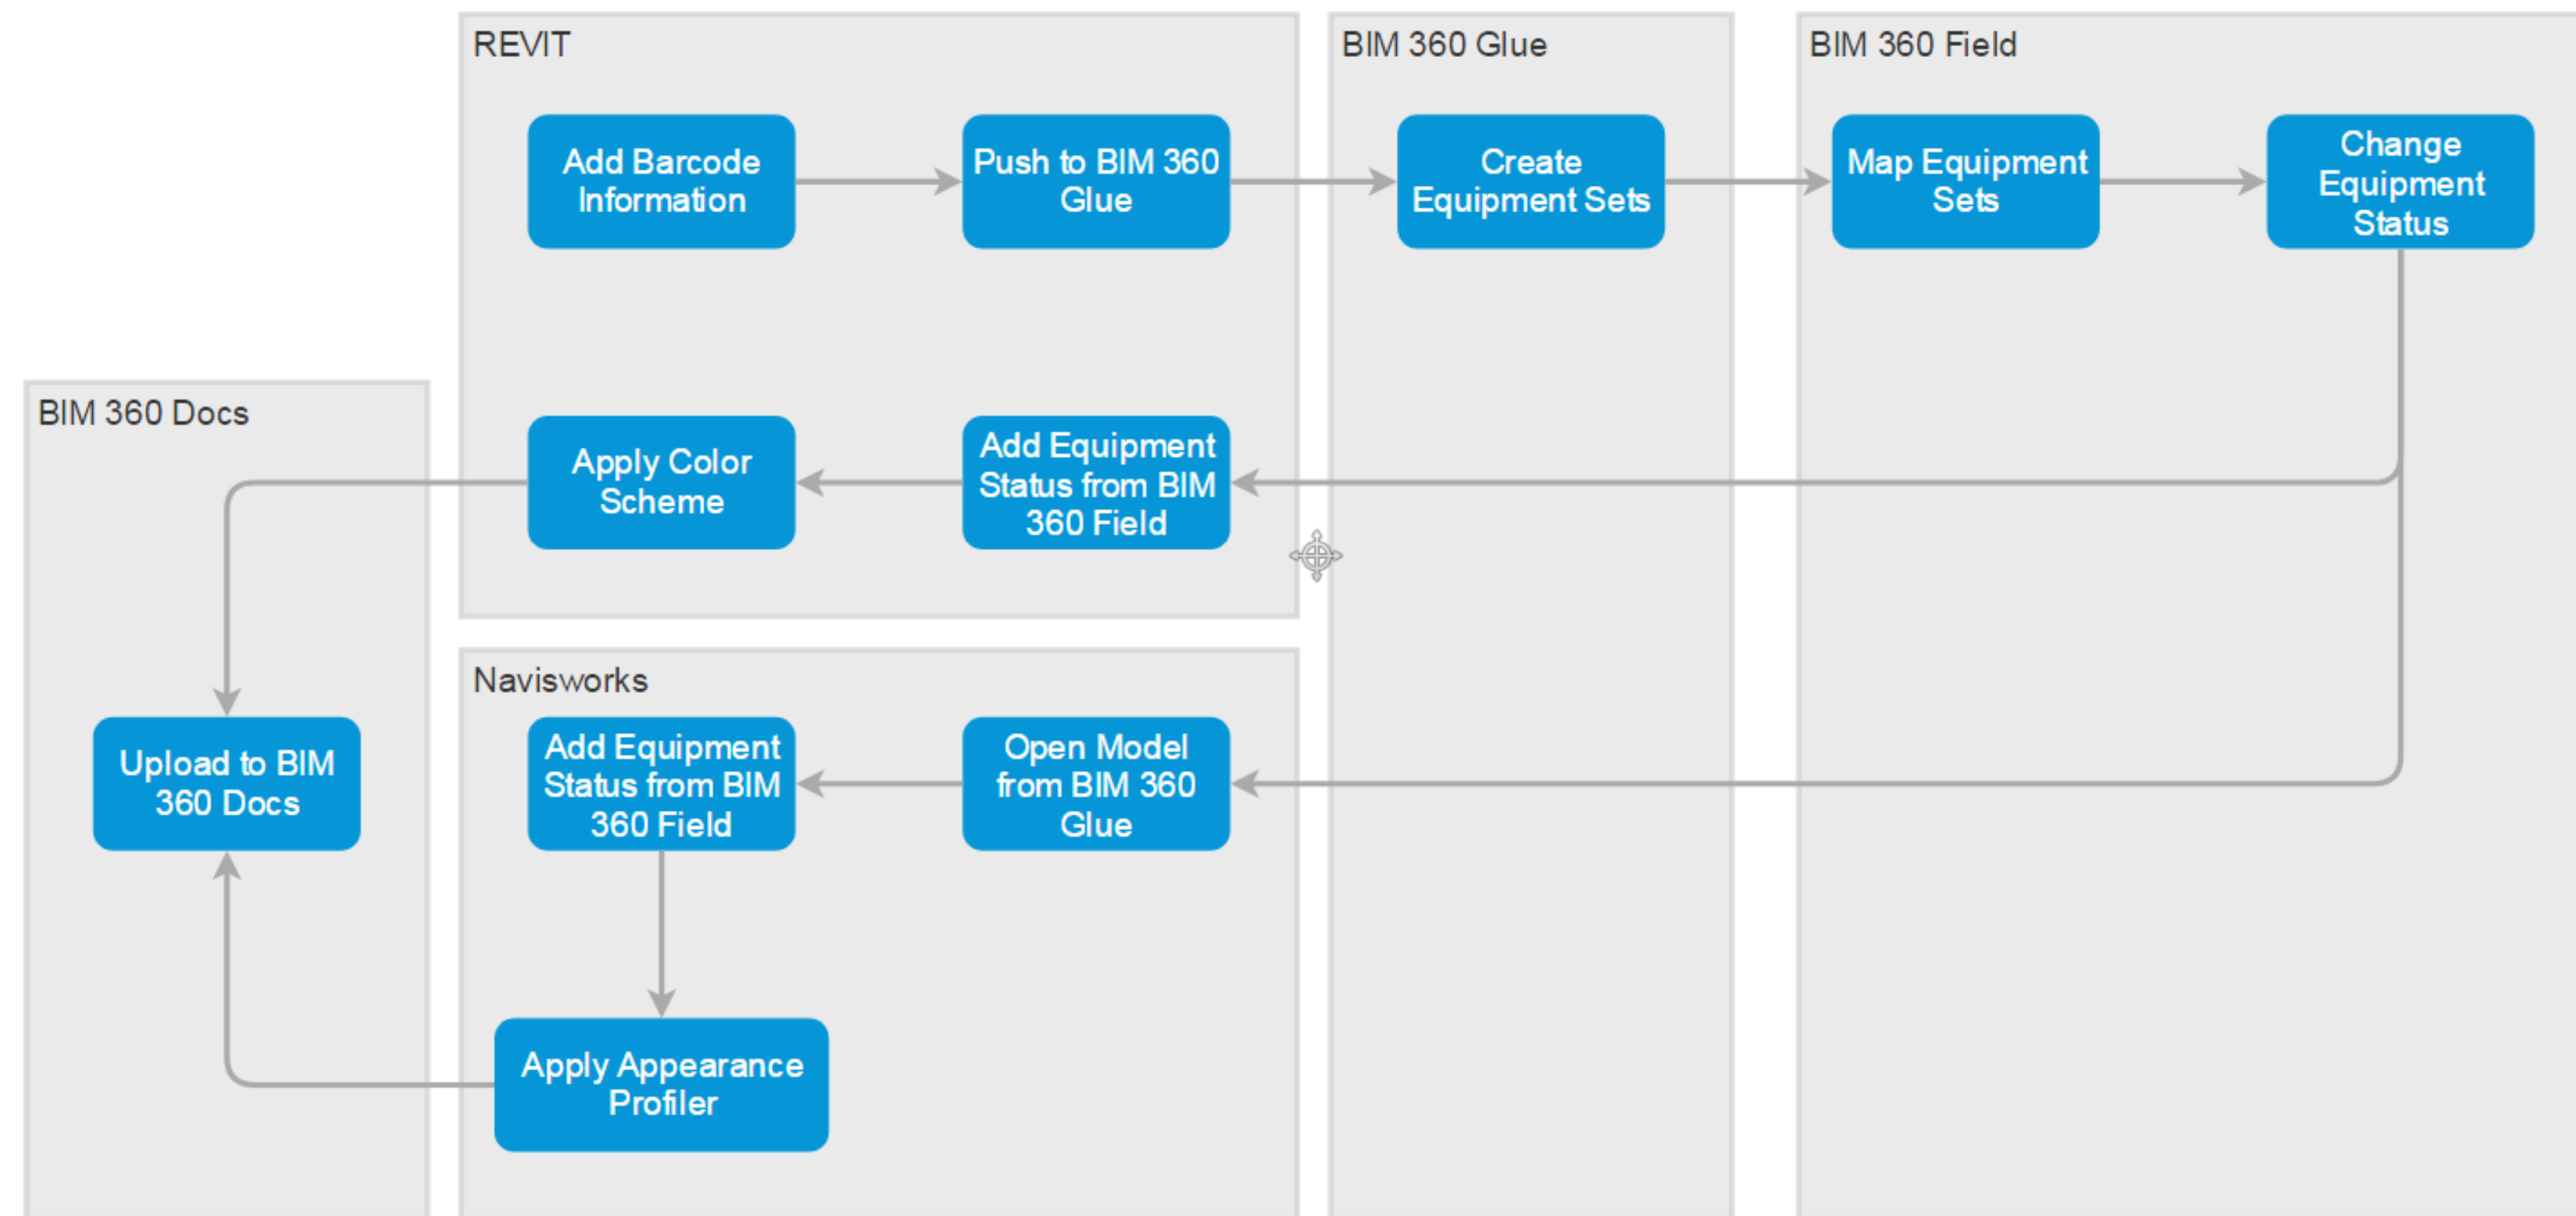 REVIT
BIM 360 Glue
BIM 360 Field
Add Barcode
Information
Push to BIM 360
Glue
Create
Equipment Sets
Map Equipment
Sets
Change
Equipment
Status
BIM 360 Docs
Apply Color
Scheme
Add Equipment
Status from BIM
360 Field
Navisworks
Upload to BIM
360 Docs
Add Equipment
Status from BIM
360 Field
Open Model
from BIM 360
Glue
Apply Appearance
Profiler